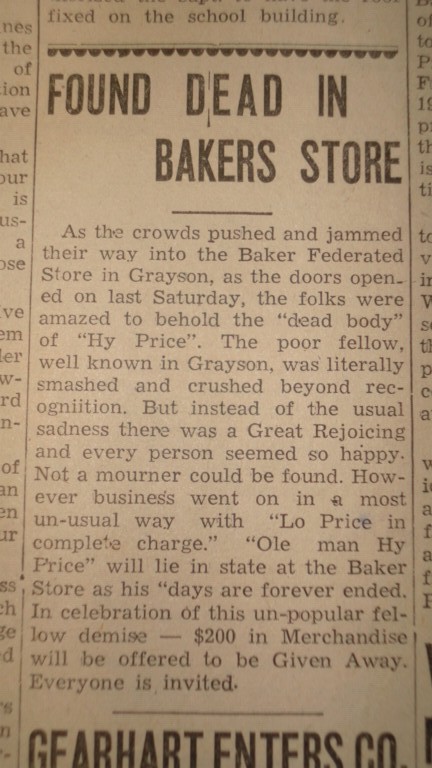 fixed on the school building.
FOUND DEAD IN
BAKERS STORE
As the crowds pushed and jammed
their way into the Baker Federated
Store in Grayson, as the doors open-
ed on last Saturday, the folks were
amazed to behold the "dead body"
of "Hy Price". The poor fellow,
well known in Grayson, was literally
smashed and crushed beyond rec-
ogniition. But instead of the usual
sadness there was a Great Rejoicing
and every person seemed so happy.
Not a mourner could be found. How-
ever business went on in a most
un-usual way with "Lo Price in
complete charge." "Ole man Hy
Price" will lie in state at the Baker
Store as his "days are forever ended.
In celebration of this un-popular fel-
low demise — $200 in Merchandise
will be offered to be Given Away.
Everyone is invited.
GEARHART ENTERS CO.